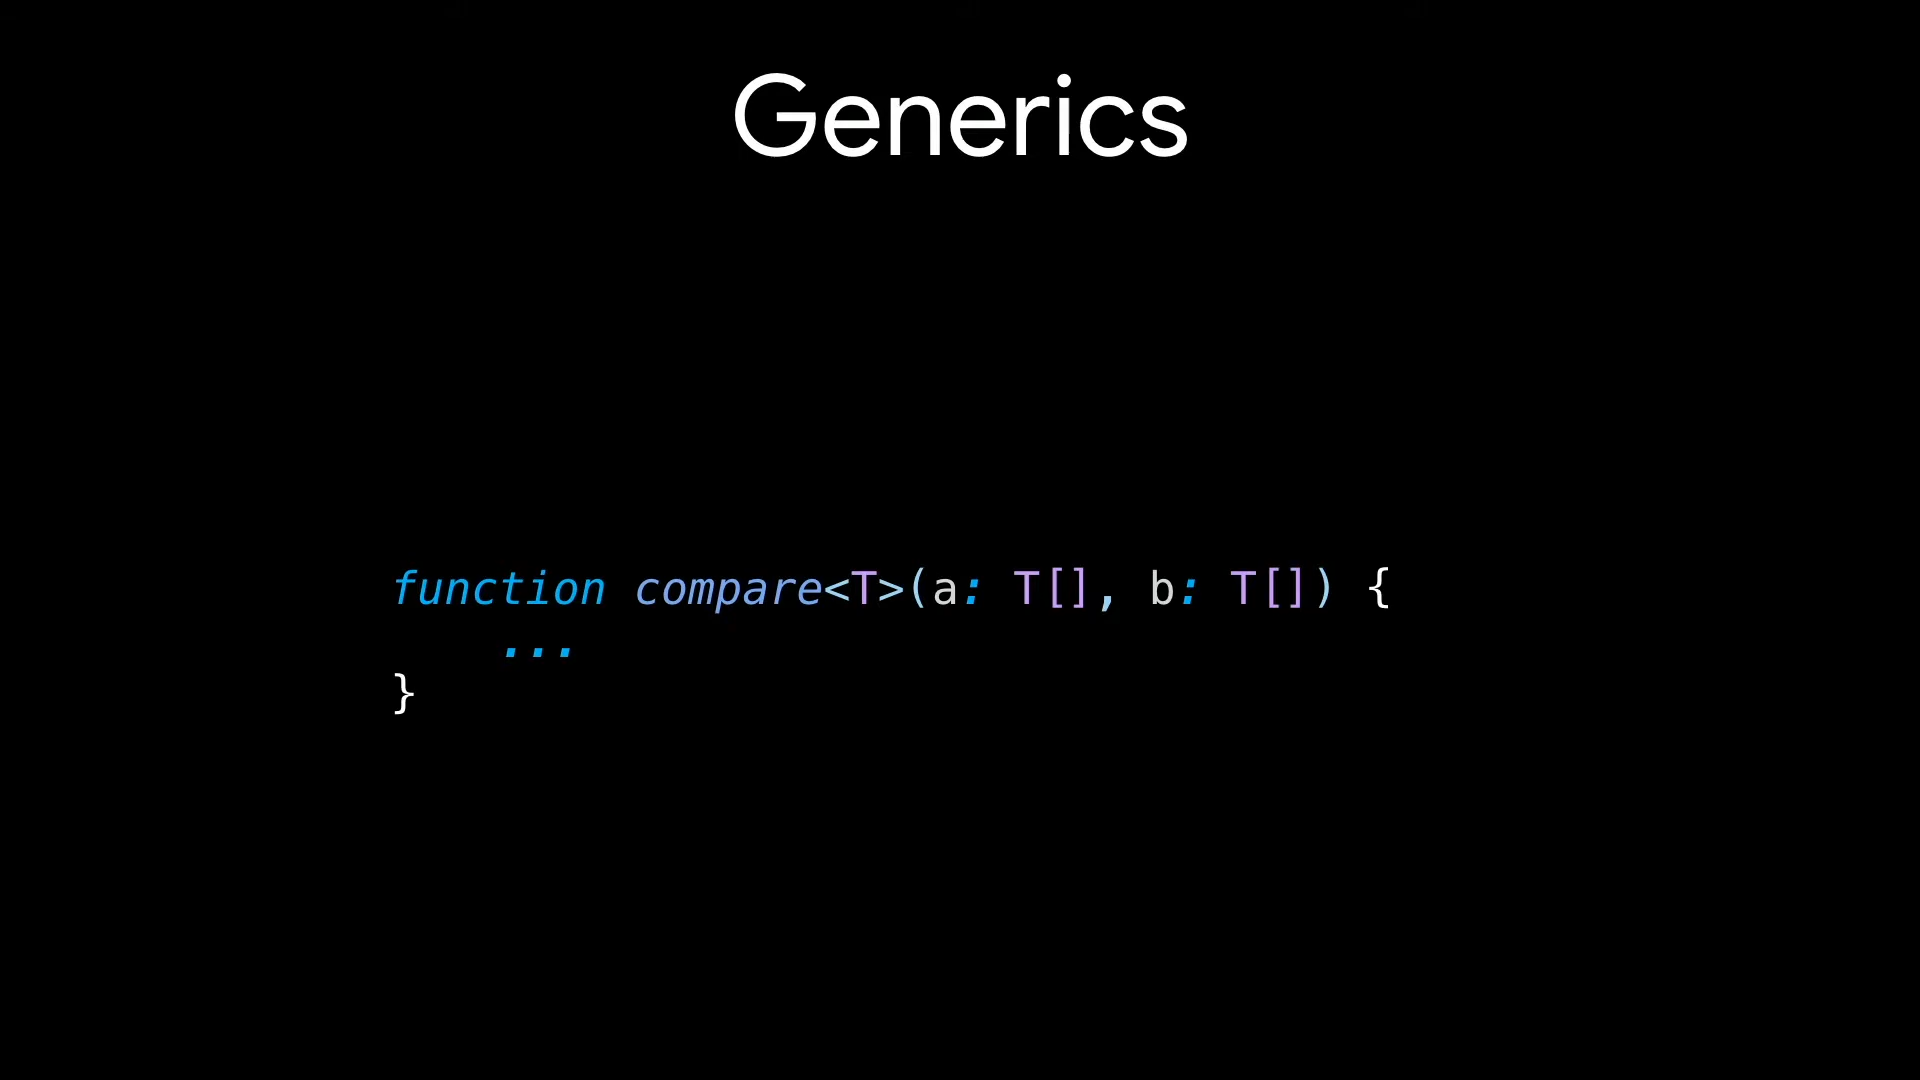 Generics
function compare<T>(a: T[], b: T[]) {
...
}